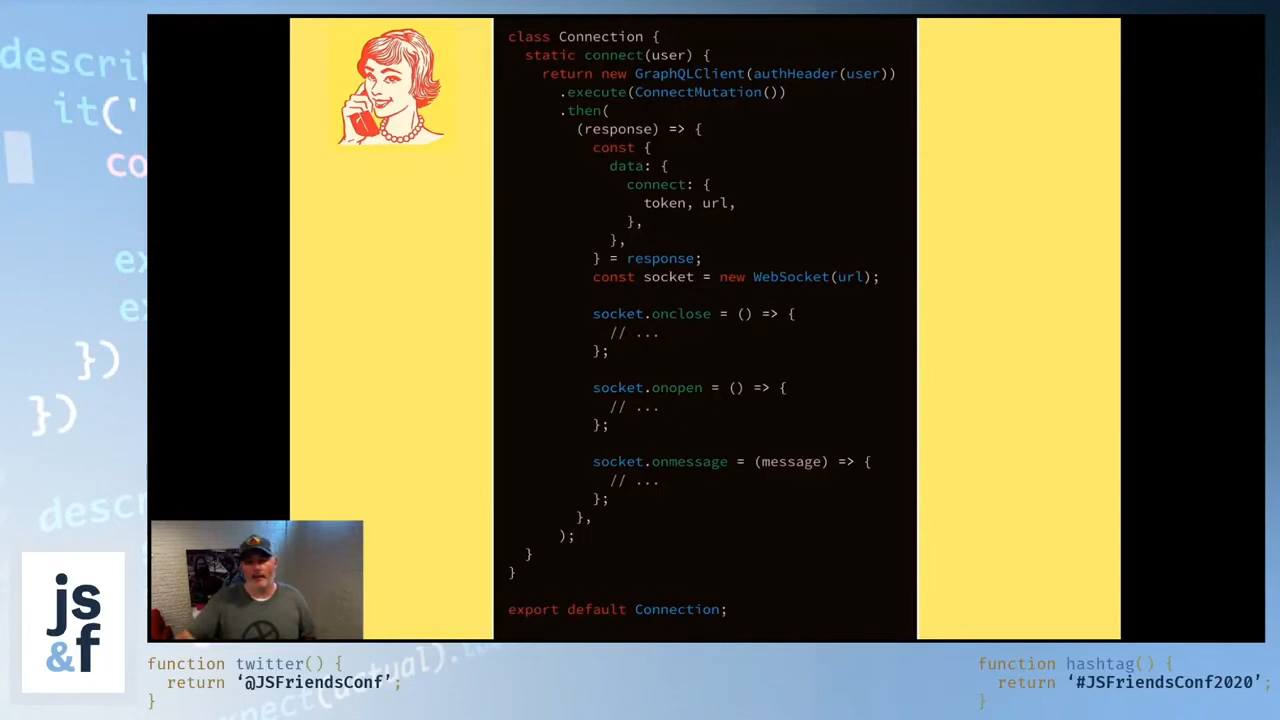 class Connection {
static connect(user) {
return new GraphQLClient(authHeader(user))
.execute(ConnectMutation())
.then(
(response) => {
const {
data: {
connect: {
token, url,
},
},
} = response;
const socket = new WebSocket(url);
socket.onclose = () => {
// ...
};
socket.onopen = () => {
// ...
};
socket.onmessage = (message) => {
// ...
};
},
);
}
}
export default Connection;
it('
co
ex
ex
})
})
js
&f
function twitter() {
return ‘@JSFriendsConf’;
}
function hashtag() {
return ‘#JSFriendsConf2020’;
}